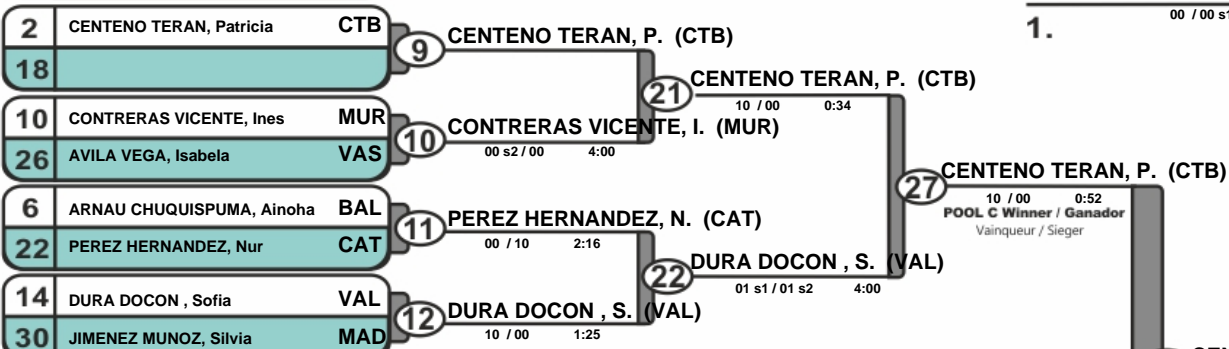 2 CENTENO TERAN, Patricia CTB
18
10 CONTRERAS VICENTE, Ines MUR
26 AVILA VEGA, Isabela VAS
6 ARNAU CHUQUISPUMA, Ainoha BAL
22 PEREZ HERNANDEZ, Nur CAT
14 DURA DOCON , Sofia VAL
30 JIMENEZ MUNOZ, Silvia MAD
9 CENTENO TERAN, P. (CTB)
10 CONTRERAS VICENTE, I. (MUR)
00 s2 / 00 4:00
11 PEREZ HERNANDEZ, N. (CAT)
00 / 10 2:16
12 DURA DOCON , S. (VAL)
10 / 00 1:25
21 CENTENO TERAN, P. (CTB)
10 / 00 0:34
22 DURA DOCON , S. (VAL)
01 s1 / 01 s2 4:00
27 CENTENO TERAN, P. (CTB)
10 / 00 0:52
POOL C Winner / Ganador
Vainqueur / Sieger
00 / 00
1.